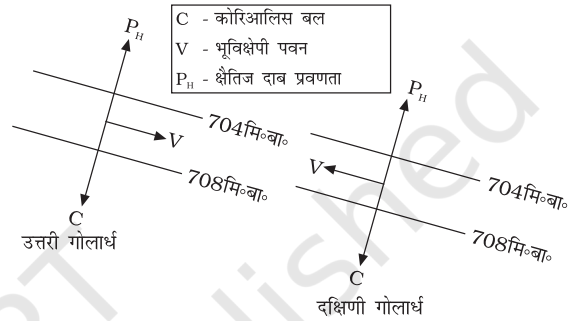 C - कोरिआलिस बल
V - भूविक्षेपी पवन
P_H - क्षैतिज दाब प्रवणता
P_H
704मि॰बा॰
V
708मि॰बा॰
C
उत्तरी गोलार्ध
P_H
V
704मि॰बा॰
708मि॰बा॰
C
दक्षिणी गोलार्ध